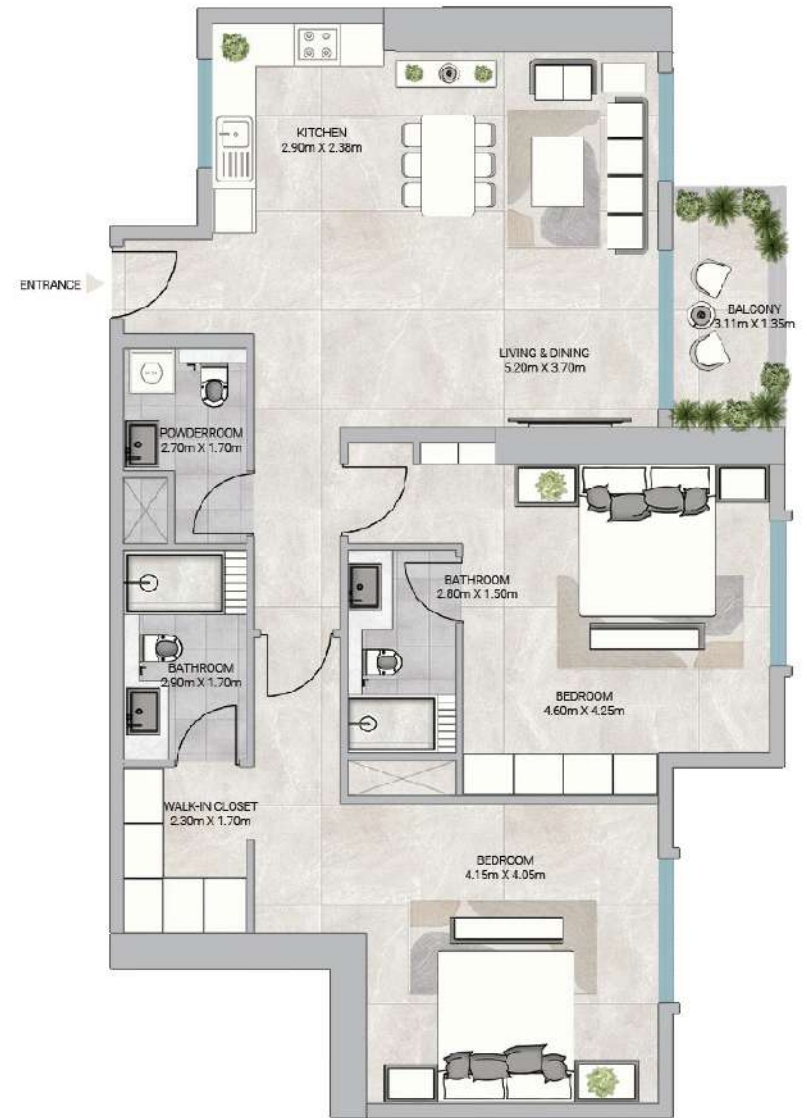 KITCHEN
2.90m X 2.38m
ENTRANCE
BALCONY
3.11m X 1.35m
LIVING & DINING
5.20m X 3.70m
POWDERROOM
2.70m X 1.70m
BATHROOM
2.80m X 1.50m
BATHROOM
2.90m X 1.70m
BEDROOM
4.60m X 4.25m
WALK-IN CLOSET
2.30m X 1.70m
BEDROOM
4.15m X 4.05m